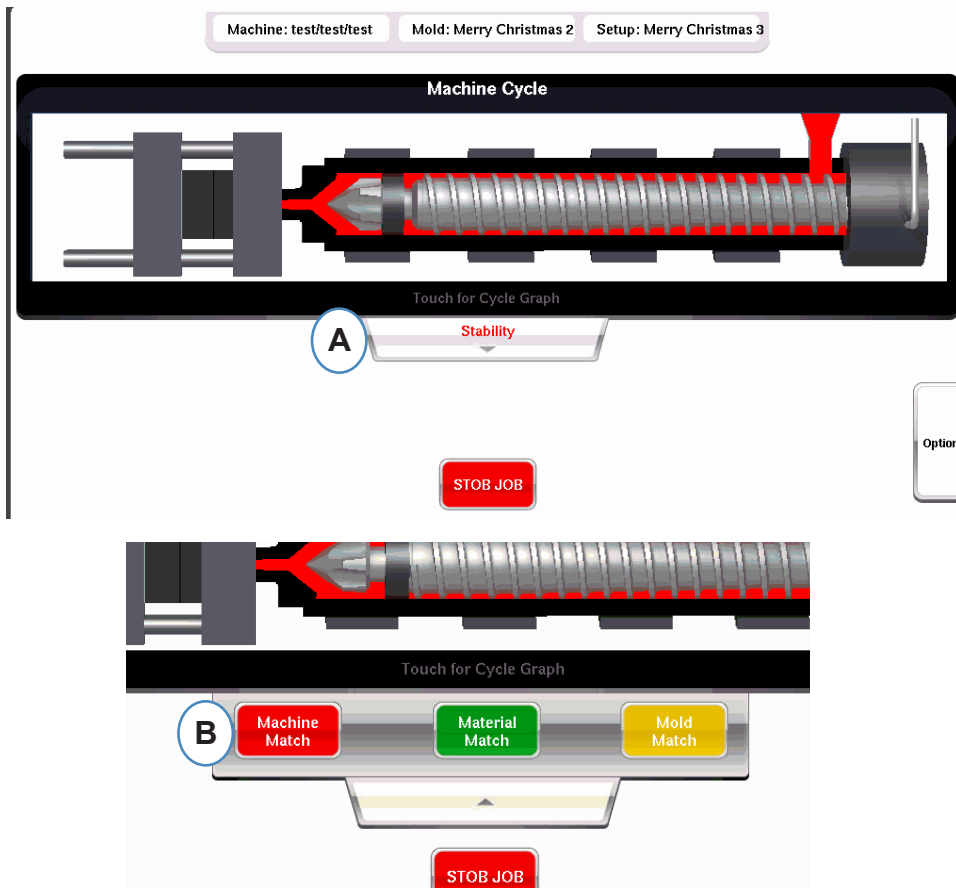 Machine: test/test/test Mold: Merry Christmas 2 Setup: Merry Christmas 3
Machine Cycle
Touch for Cycle Graph
A
Stability
Option
STOB JOB
Touch for Cycle Graph
B
Machine
Match
Material
Match
Mold
Match
STOB JOB